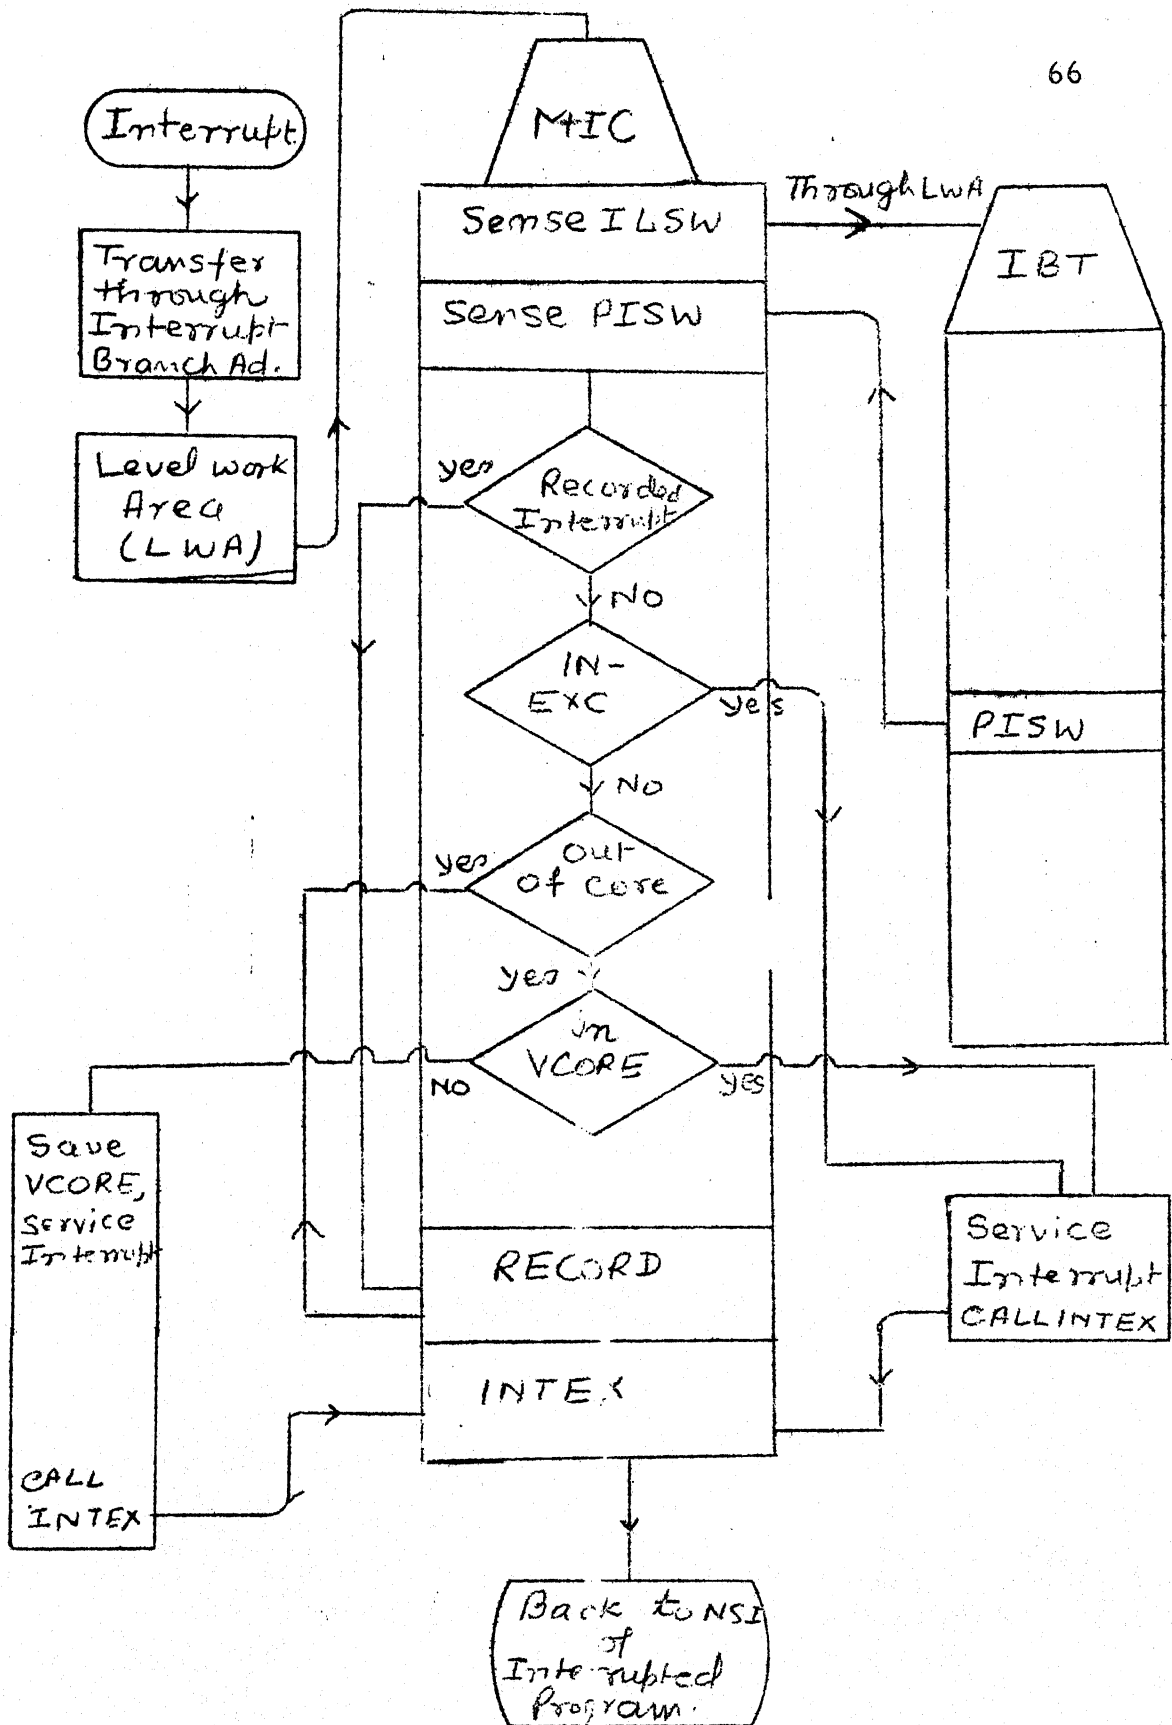 66
Interrupt
Transfer
through
Interrupt
Branch Ad.
Level work
Area
(LWA)
MIC
Sense ILSW
Through LWA
IBT
Sense PISW
PISW
yes
Recorded
Interrupt
NO
IN-
EXC
yes
NO
yes
Out
of core
yes
in
VCORE
NO
yes
Save
VCORE,
Service
Interrupt
CALL
INTEX
RECORD
INTEX
Service
Interrupt
CALL INTEX
Back to NSI
of
Interrupted
Program.